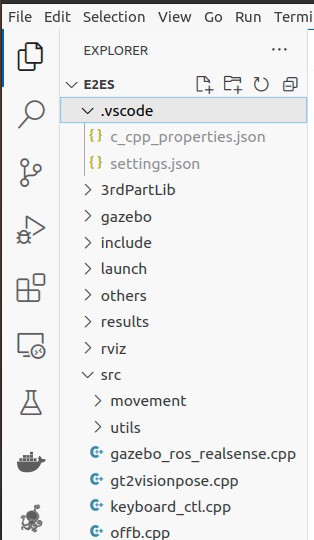 File Edit Selection View Go Run Termi
EXPLORER
E2ES
.vscode
{} c_cpp_properties.json
{} settings.json
3rdPartLib
gazebo
include
launch
others
results
rviz
src
movement
utils
gazebo_ros_realsense.cpp
gt2visionpose.cpp
keyboard_ctl.cpp
offb.cpp